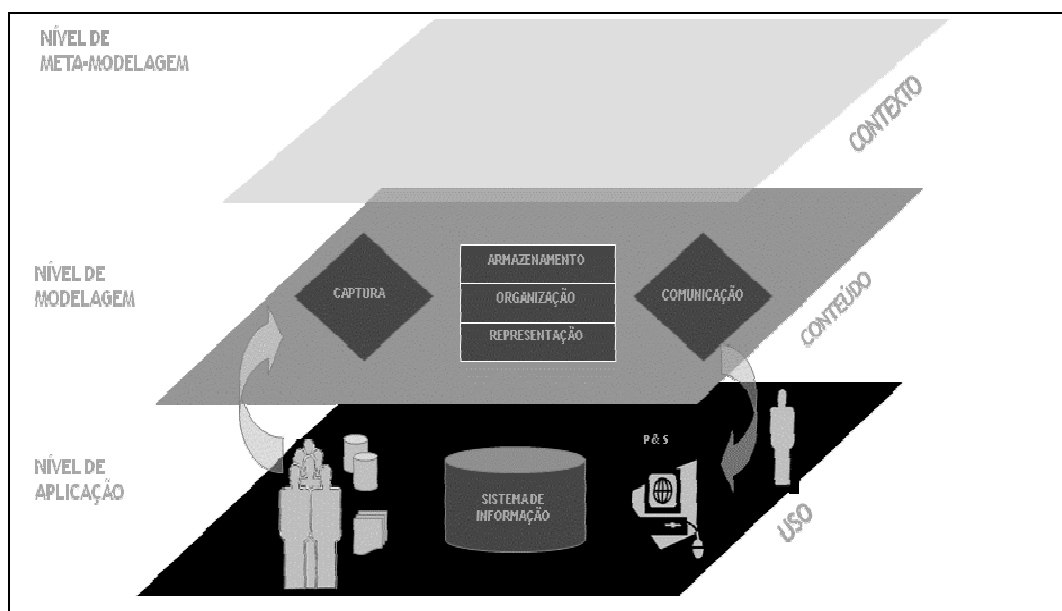 NÍVEL DE
META-MODELAGEM
CONTEXTO
NÍVEL DE
MODELAGEM
CAPTURA
ARMAZENAMENTO
ORGANIZAÇÃO
REPRESENTAÇÃO
COMUNICAÇÃO
CONTEÚDO
NÍVEL DE
APLICAÇÃO
SISTEMA DE
INFORMAÇÃO
P & S
USO